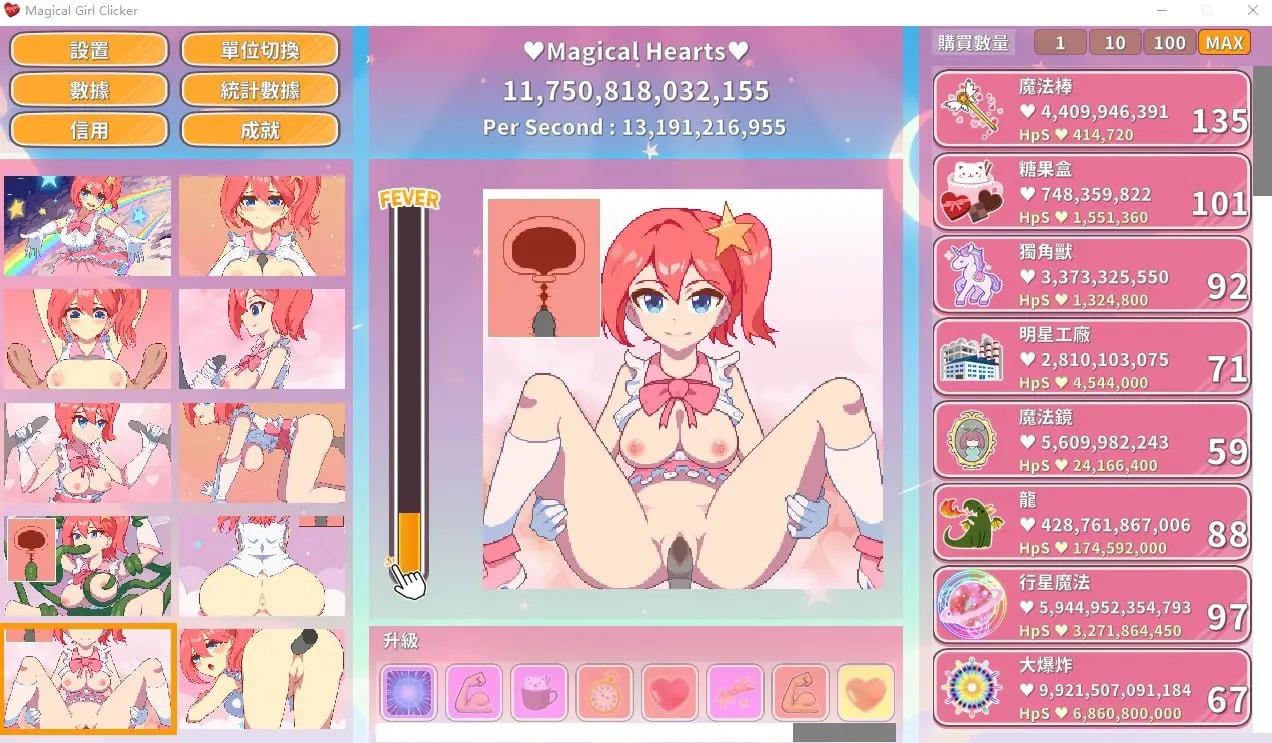 Magical Girl Clicker
設置
單位切換
數據
統計數據
信用
成就
♥Magical Hearts♥
11,750,818,032,155
Per Second : 13,191,216,955
FEVER
升級
購買數量
1
10
100
MAX
魔法棒
♥ 4,409,946,391
HpS ♥ 414,720
135
糖果盒
♥ 748,359,822
HpS ♥ 1,551,360
101
獨角獸
♥ 3,373,325,550
HpS ♥ 1,324,800
92
明星工廠
♥ 2,810,103,075
HpS ♥ 4,544,000
71
魔法鏡
♥ 5,609,982,243
HpS ♥ 24,166,400
59
龍
♥ 428,761,867,006
HpS ♥ 174,592,000
88
行星魔法
♥ 5,944,952,354,793
HpS ♥ 3,271,864,450
97
大爆炸
♥ 9,921,507,091,184
HpS ♥ 6,860,800,000
67